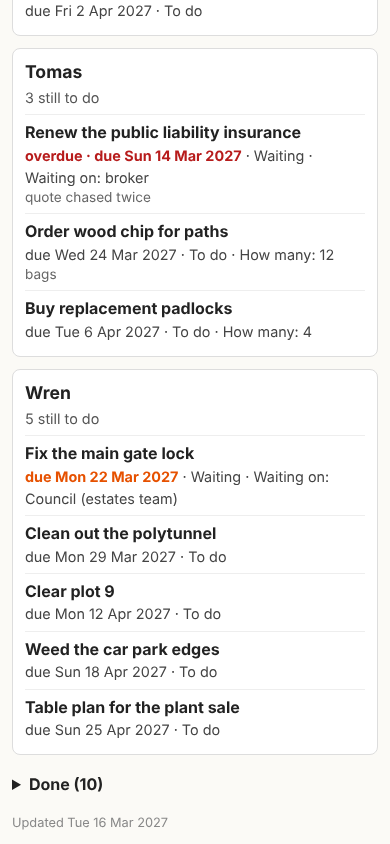 due Fri 2 Apr 2027 · To do
Tomas
3 still to do
Renew the public liability insurance
overdue · due Sun 14 Mar 2027 · Waiting ·
Waiting on: broker
quote chased twice
Order wood chip for paths
due Wed 24 Mar 2027 · To do · How many: 12
bags
Buy replacement padlocks
due Tue 6 Apr 2027 · To do · How many: 4
Wren
5 still to do
Fix the main gate lock
due Mon 22 Mar 2027 · Waiting · Waiting on:
Council (estates team)
Clean out the polytunnel
due Mon 29 Mar 2027 · To do
Clear plot 9
due Mon 12 Apr 2027 · To do
Weed the car park edges
due Sun 18 Apr 2027 · To do
Table plan for the plant sale
due Sun 25 Apr 2027 · To do
Done (10)
Updated Tue 16 Mar 2027